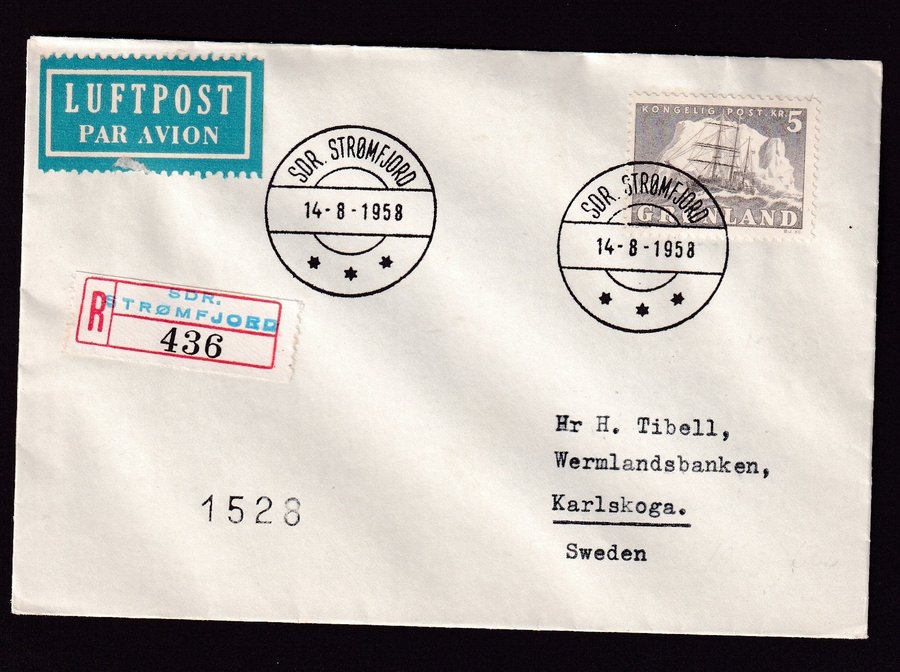 LUFTPOST
PAR AVION
KONGELIG POST KR. 5
GRØNLAND
SDR. STRØMFJORD
14-8-1958
SDR. STRØMFJORD
14-8-1958
R
SDR.
STRØMFJORD
436
Hr H. Tibell,
Wermlandsbanken,
Karlskoga.
Sweden
1528